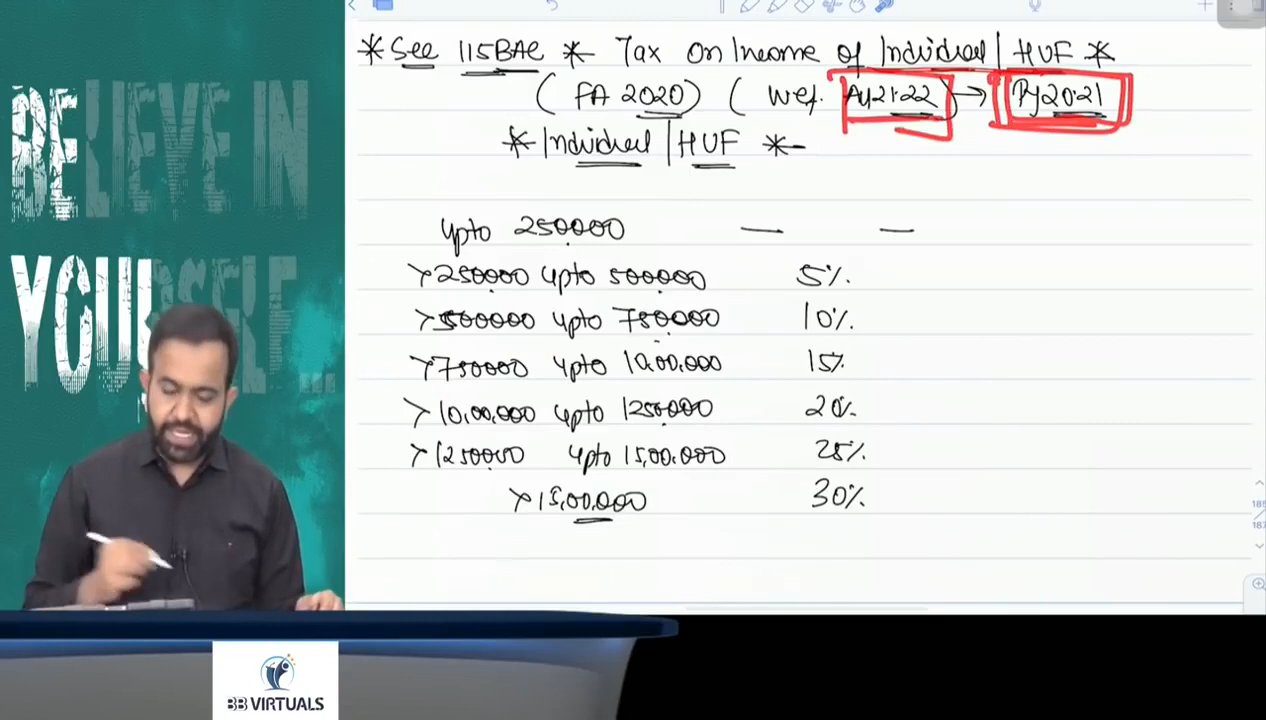 BELIEVE IN
YOURSELF...
*See 115BAC *- Tax on Income of Individual | HUF *
( FA 2020) ( Wef. Ay 21.22 ) → Py 20.21
*- Individual | HUF *-
upto 250000 — —
>250000 upto 500000 5%.
>500000 upto 750000 10%.
>750000 upto 10,00,000 15%
>10,00,000 upto 1250000 20%
>1250000 upto 15,00,000 25%.
>15,00,000 30%
BB VIRTUALS